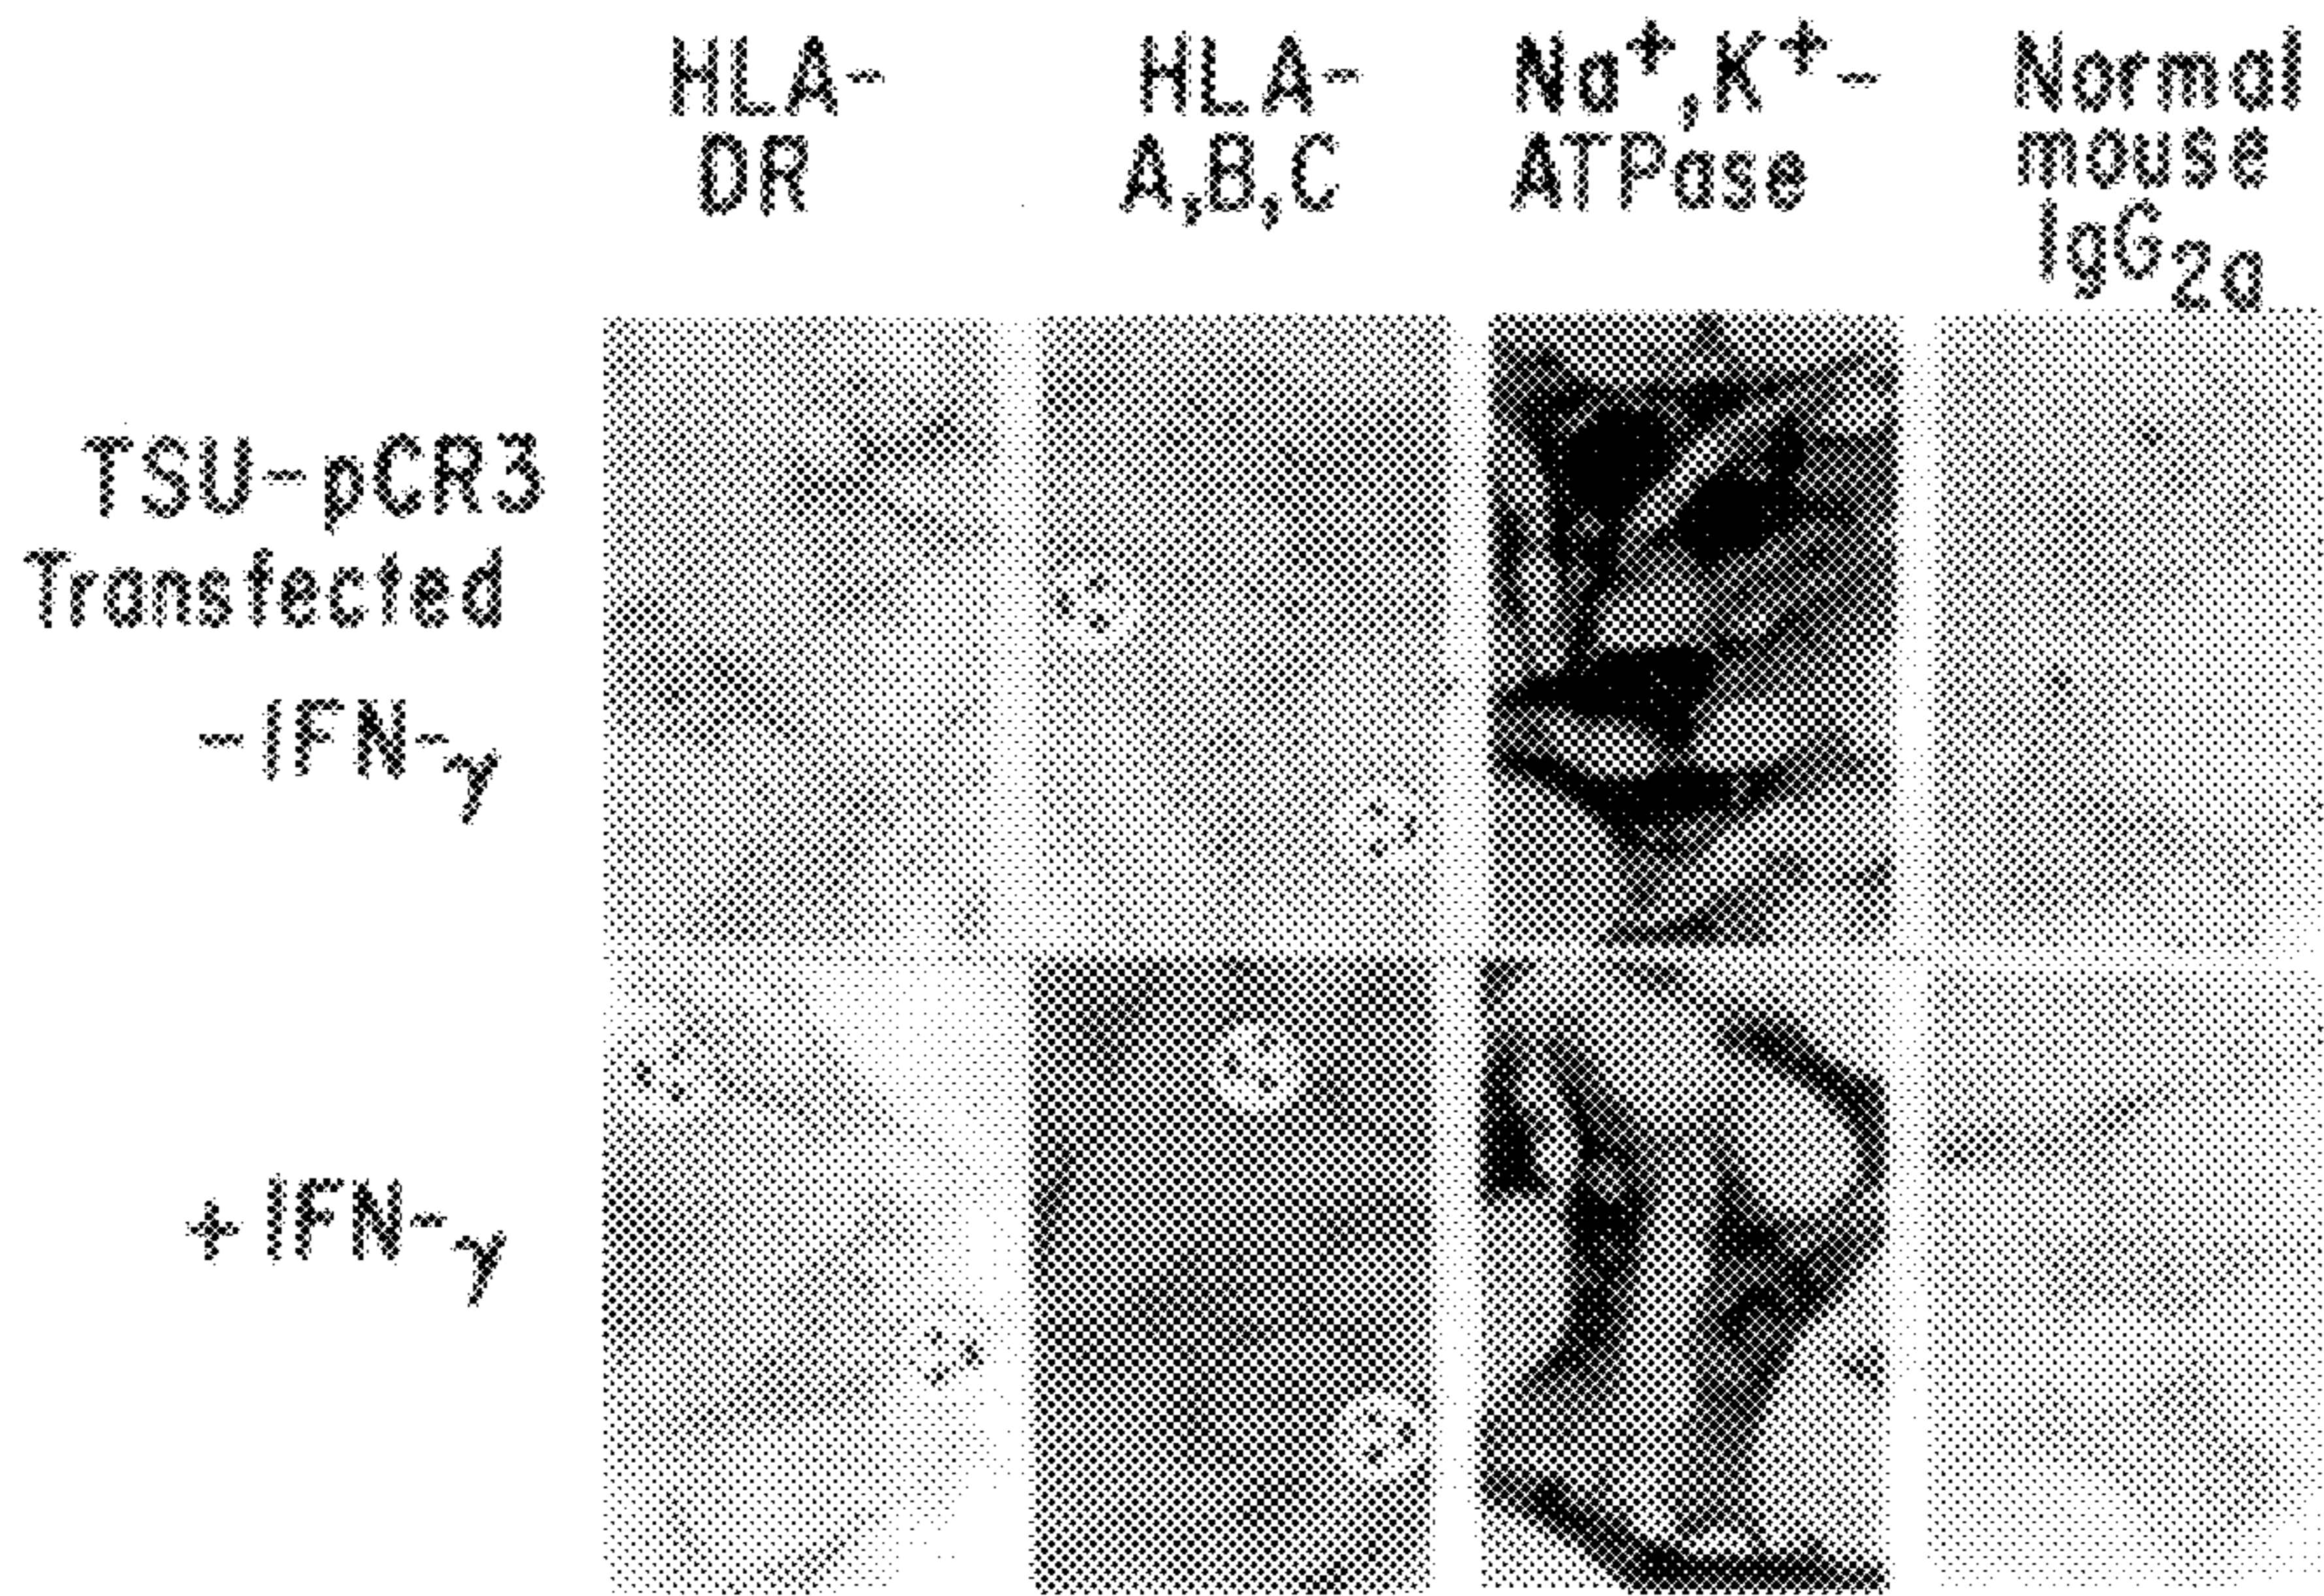 HLA-
DR
HLA-
A,B,C
Na⁺,K⁺-
ATPase
Normal
mouse
IgG₂ₐ
TSU-pCR3
Transfected
-IFN-γ
+IFN-γ